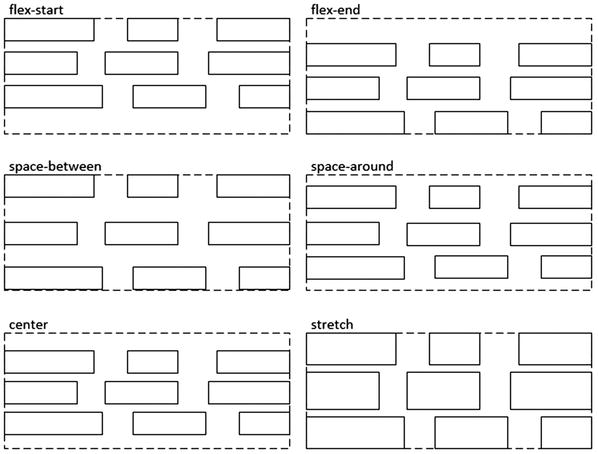 flex-start
flex-end
space-between
space-around
center
stretch